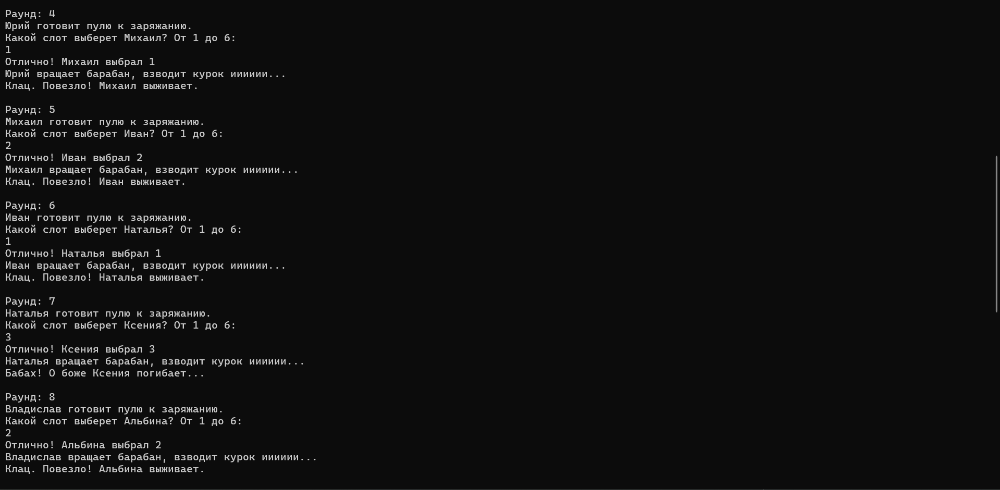 Раунд: 4
Юрий готовит пулю к заряжанию.
Какой слот выберет Михаил? От 1 до 6:
1
Отлично! Михаил выбрал 1
Юрий вращает барабан, взводит курок ииииии...
Клац. Повезло! Михаил выживает.
Раунд: 5
Михаил готовит пулю к заряжанию.
Какой слот выберет Иван? От 1 до 6:
2
Отлично! Иван выбрал 2
Михаил вращает барабан, взводит курок ииииии...
Клац. Повезло! Иван выживает.
Раунд: 6
Иван готовит пулю к заряжанию.
Какой слот выберет Наталья? От 1 до 6:
1
Отлично! Наталья выбрал 1
Иван вращает барабан, взводит курок ииииии...
Клац. Повезло! Наталья выживает.
Раунд: 7
Наталья готовит пулю к заряжанию.
Какой слот выберет Ксения? От 1 до 6:
3
Отлично! Ксения выбрал 3
Наталья вращает барабан, взводит курок ииииии...
Бабах! О боже Ксения погибает...
Раунд: 8
Владислав готовит пулю к заряжанию.
Какой слот выберет Альбина? От 1 до 6:
2
Отлично! Альбина выбрал 2
Владислав вращает барабан, взводит курок ииииии...
Клац. Повезло! Альбина выживает.